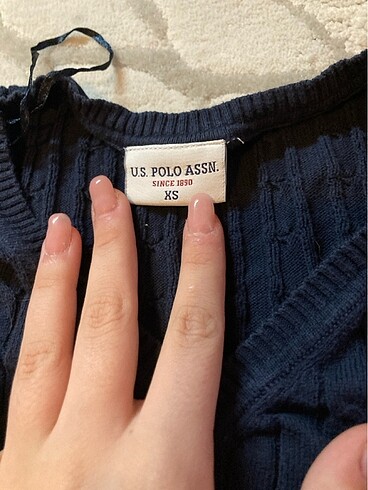 U.S. POLO ASSN.
SINCE 1890
XS